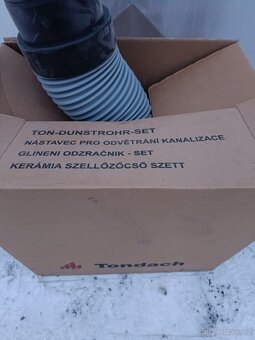 TON-DUNSTROHR-SET
NÁSTAVEC PRO ODVĚTRÁNÍ KANALIZACE
GLINENI ODZRAČNIK - SET
KERÁMIA SZELLŐZŐCSŐ SZETT
Tondach